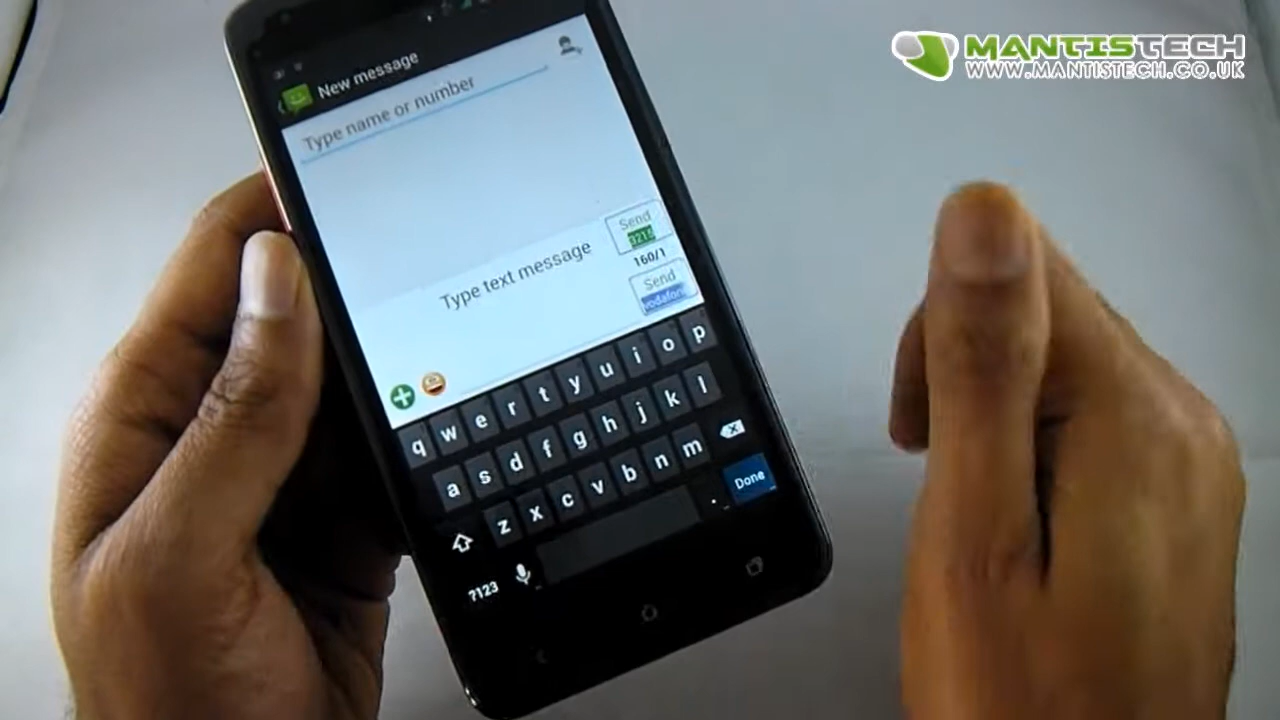 MANTISTECH
WWW.MANTISTECH.CO.UK
New message
Type name or number
Send
Type text message
160/1
Send
vodafone
q w e r t y u i o p
a s d f g h j k l
z x c v b n m
. Done
?123